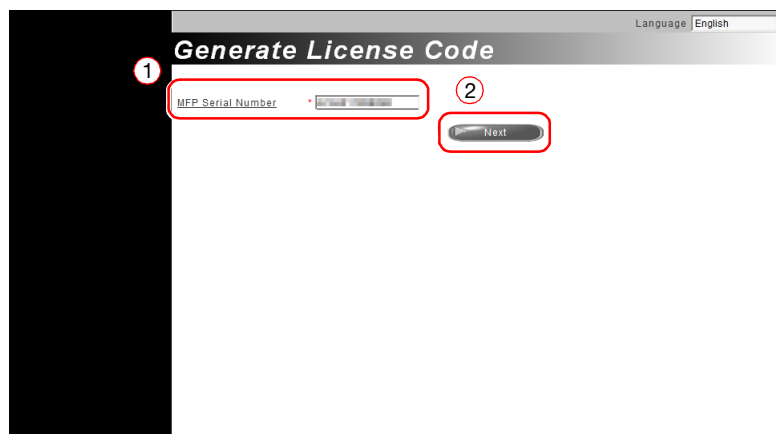 Language English
Generate License Code
1
MFP Serial Number *
2
Next